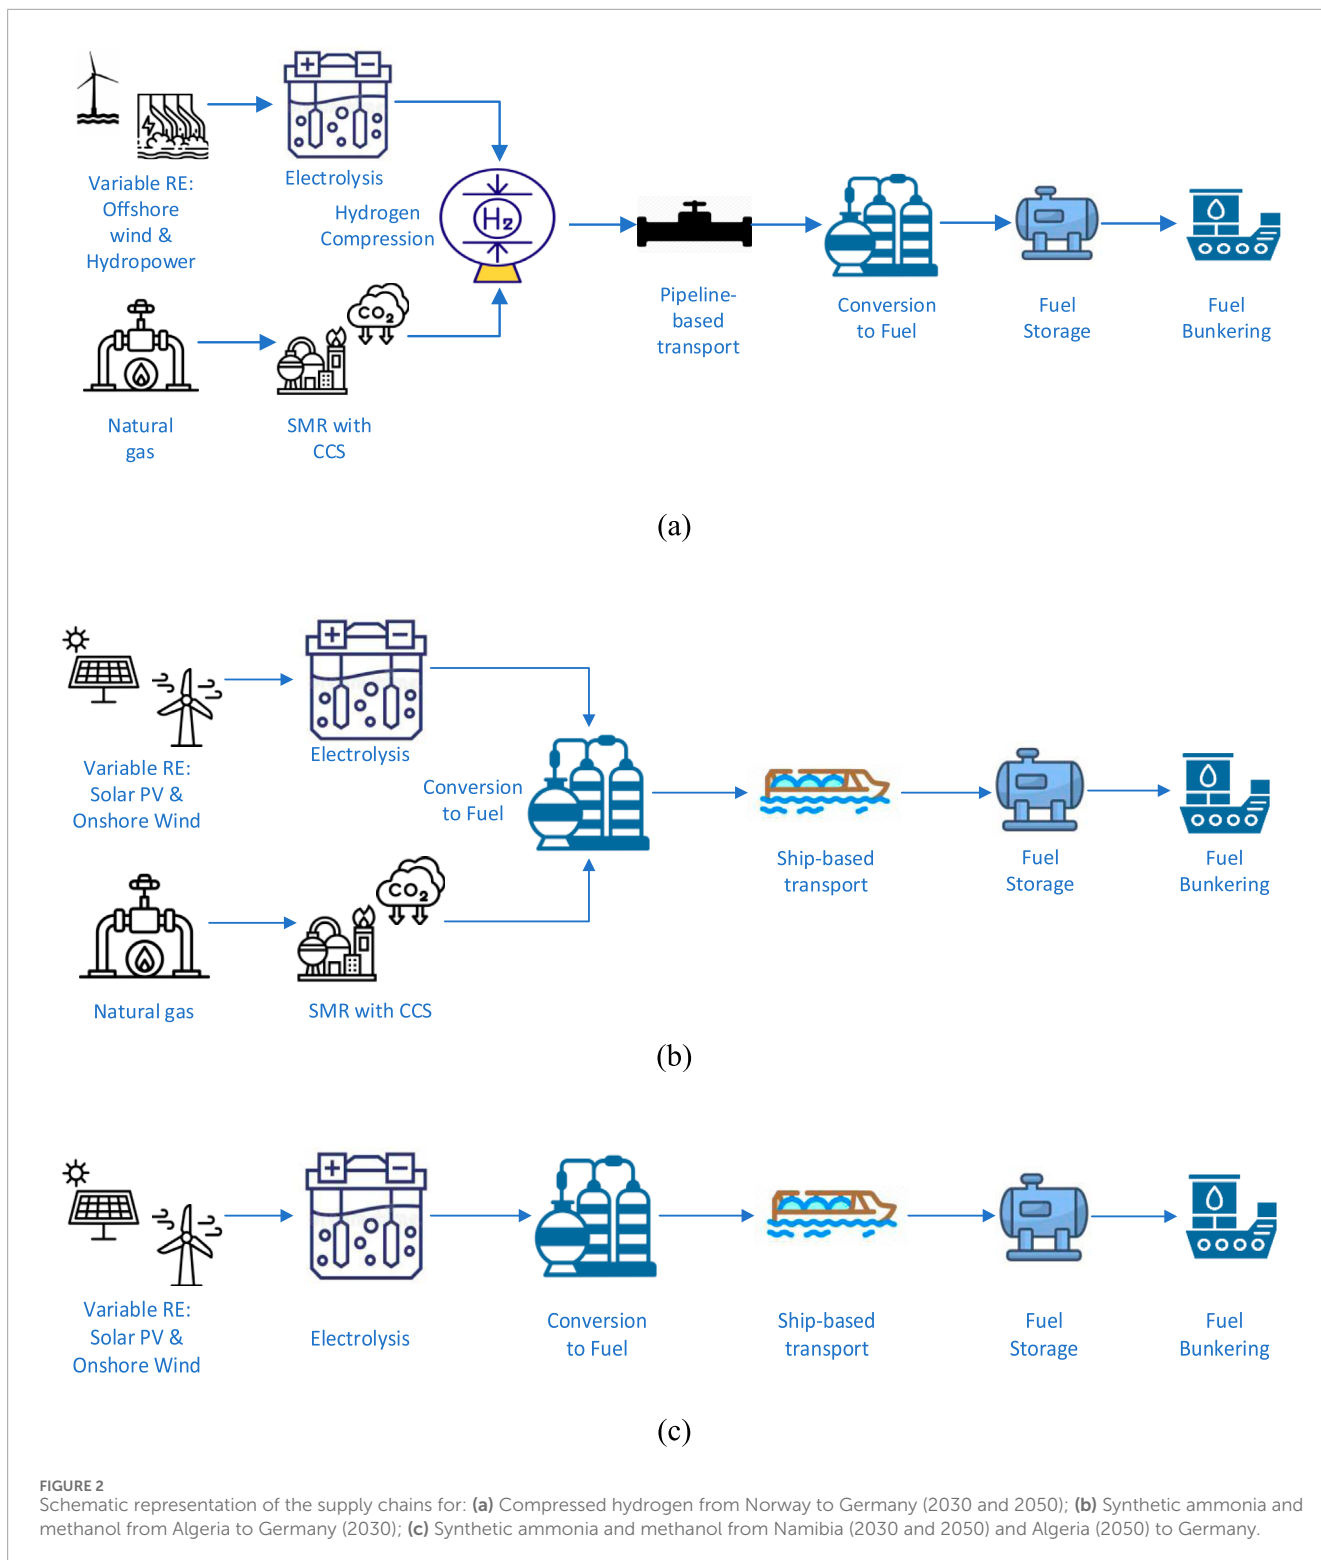 Electrolysis
Variable RE:
Offshore
wind &
Hydropower
Hydrogen
Compression
H2
Pipeline-
based
transport
Conversion
to Fuel
Fuel
Storage
Fuel
Bunkering
CO2
Natural
gas
SMR with
CCS
(a)
Electrolysis
Variable RE:
Solar PV &
Onshore Wind
Conversion
to Fuel
Ship-based
transport
Fuel
Storage
Fuel
Bunkering
CO2
Natural gas
SMR with CCS
(b)
Variable RE:
Solar PV &
Onshore Wind
Electrolysis
Conversion
to Fuel
Ship-based
transport
Fuel
Storage
Fuel
Bunkering
(c)
FIGURE 2
Schematic representation of the supply chains for: (a) Compressed hydrogen from Norway to Germany (2030 and 2050); (b) Synthetic ammonia and
methanol from Algeria to Germany (2030); (c) Synthetic ammonia and methanol from Namibia (2030 and 2050) and Algeria (2050) to Germany.